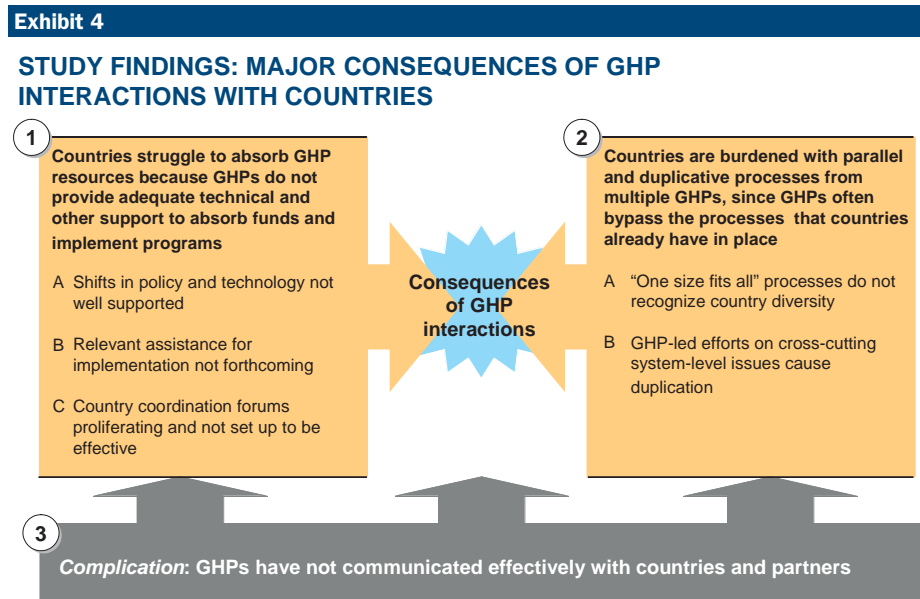 Exhibit 4
STUDY FINDINGS: MAJOR CONSEQUENCES OF GHP
INTERACTIONS WITH COUNTRIES
1
Countries struggle to absorb GHP
resources because GHPs do not
provide adequate technical and
other support to absorb funds and
implement programs
A Shifts in policy and technology not
well supported
B Relevant assistance for
implementation not forthcoming
C Country coordination forums
proliferating and not set up to be
effective
Consequences
of GHP
interactions
2
Countries are burdened with parallel
and duplicative processes from
multiple GHPs, since GHPs often
bypass the processes that countries
already have in place
A “One size fits all” processes do not
recognize country diversity
B GHP-led efforts on cross-cutting
system-level issues cause
duplication
3
Complication: GHPs have not communicated effectively with countries and partners